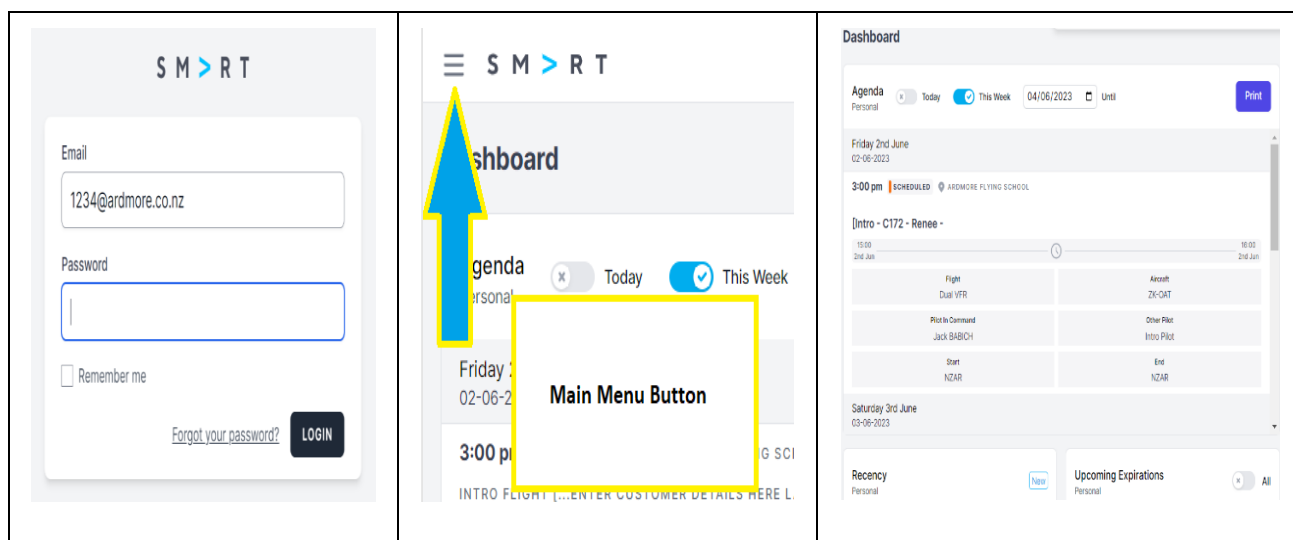 SM>RT
Email
1234@ardmore.co.nz
Password
Remember me
Forgot your password? LOGIN
SM>RT
shboard
genda
Today This Week
ersonal
Friday
02-06-2
Main Menu Button
3:00 p
G SC
INTRO FLIGHT [...ENTER CUSTOMER DETAILS HERE L.
Dashboard
Agenda Today This Week 04/06/2023 Until Print
Personal
Friday 2nd June
02-06-2023
3:00 pm SCHEDULED ARDMORE FLYING SCHOOL
[Intro - C172 - Renee -
15:00 16:00
2nd Jun 2nd Jun
Flight Aircraft
Dual VFR ZK-OAT
Pilot In Command Other Pilot
Jack BABICH Intro Pilot
Start End
NZAR NZAR
Saturday 3rd June
03-06-2023
Recency New Upcoming Expirations All
Personal Personal